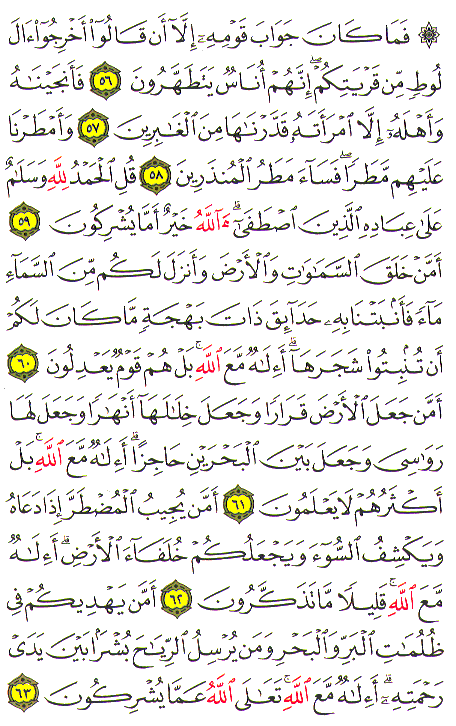 ۞ فَمَا كَانَ جَوَابَ قَوْمِهِۦٓ إِلَّآ أَن قَالُوٓا۟ أَخْرِجُوٓا۟ ءَالَ
لُوطٍ مِّن قَرْيَتِكُمْ ۖ إِنَّهُمْ أُنَاسٌ يَتَطَهَّرُونَ ٥٦ فَأَنجَيْنَٰهُ
وَأَهْلَهُۥٓ إِلَّا ٱمْرَأَتَهُۥ قَدَّرْنَٰهَا مِنَ ٱلْغَٰبِرِينَ ٥٧ وَأَمْطَرْنَا
عَلَيْهِم مَّطَرًا ۖ فَسَآءَ مَطَرُ ٱلْمُنذَرِينَ ٥٨ قُلِ ٱلْحَمْدُ لِلَّهِ وَسَلَٰمٌ
عَلَىٰ عِبَادِهِ ٱلَّذِينَ ٱصْطَفَىٰٓ ۗ ءَآللَّهُ خَيْرٌ أَمَّا يُشْرِكُونَ ٥٩
أَمَّنْ خَلَقَ ٱلسَّمَٰوَٰتِ وَٱلْأَرْضَ وَأَنزَلَ لَكُم مِّنَ ٱلسَّمَآءِ
مَآءً فَأَنۢبَتْنَا بِهِۦ حَدَآئِقَ ذَاتَ بَهْجَةٍ مَّا كَانَ لَكُمْ
أَن تُنۢبِتُوا۟ شَجَرَهَآ ۗ أَءِلَٰهٌ مَّعَ ٱللَّهِ ۚ بَلْ هُمْ قَوْمٌ يَعْدِلُونَ ٦٠
أَمَّن جَعَلَ ٱلْأَرْضَ قَرَارًا وَجَعَلَ خِلَٰلَهَآ أَنْهَٰرًا وَجَعَلَ لَهَا
رَوَٰسِىَ وَجَعَلَ بَيْنَ ٱلْبَحْرَيْنِ حَاجِزًا ۗ أَءِلَٰهٌ مَّعَ ٱللَّهِ ۚ بَلْ
أَكْثَرُهُمْ لَا يَعْلَمُونَ ٦١ أَمَّن يُجِيبُ ٱلْمُضْطَرَّ إِذَا دَعَاهُ
وَيَكْشِفُ ٱلسُّوٓءَ وَيَجْعَلُكُمْ خُلَفَآءَ ٱلْأَرْضِ ۗ أَءِلَٰهٌ
مَّعَ ٱللَّهِ ۚ قَلِيلًا مَّا تَذَكَّرُونَ ٦٢ أَمَّن يَهْدِيكُمْ فِى
ظُلُمَٰتِ ٱلْبَرِّ وَٱلْبَحْرِ وَمَن يُرْسِلُ ٱلرِّيَٰحَ بُشْرًۢا بَيْنَ يَدَىْ
رَحْمَتِهِۦٓ ۗ أَءِلَٰهٌ مَّعَ ٱللَّهِ ۚ تَعَٰلَى ٱللَّهُ عَمَّا يُشْرِكُونَ ٦٣